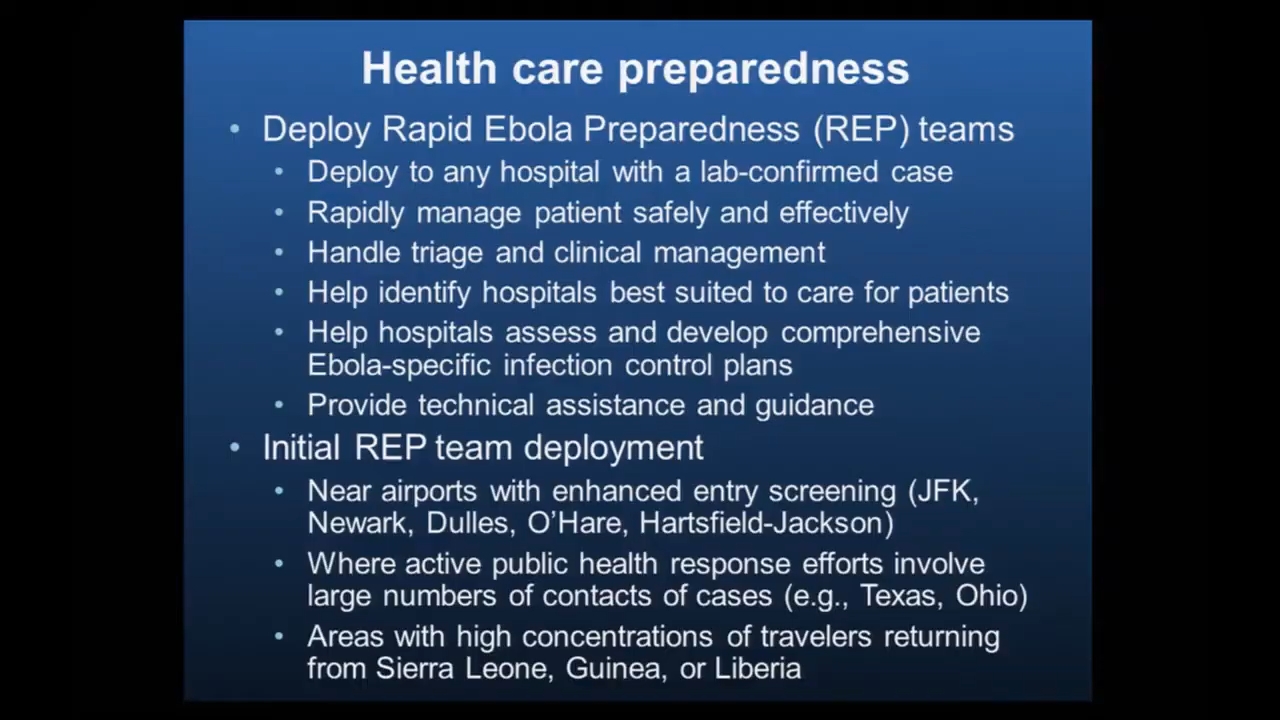 Health care preparedness
• Deploy Rapid Ebola Preparedness (REP) teams
• Deploy to any hospital with a lab-confirmed case
• Rapidly manage patient safely and effectively
• Handle triage and clinical management
• Help identify hospitals best suited to care for patients
• Help hospitals assess and develop comprehensive
Ebola-specific infection control plans
• Provide technical assistance and guidance
• Initial REP team deployment
• Near airports with enhanced entry screening (JFK,
Newark, Dulles, O’Hare, Hartsfield-Jackson)
• Where active public health response efforts involve
large numbers of contacts of cases (e.g., Texas, Ohio)
• Areas with high concentrations of travelers returning
from Sierra Leone, Guinea, or Liberia